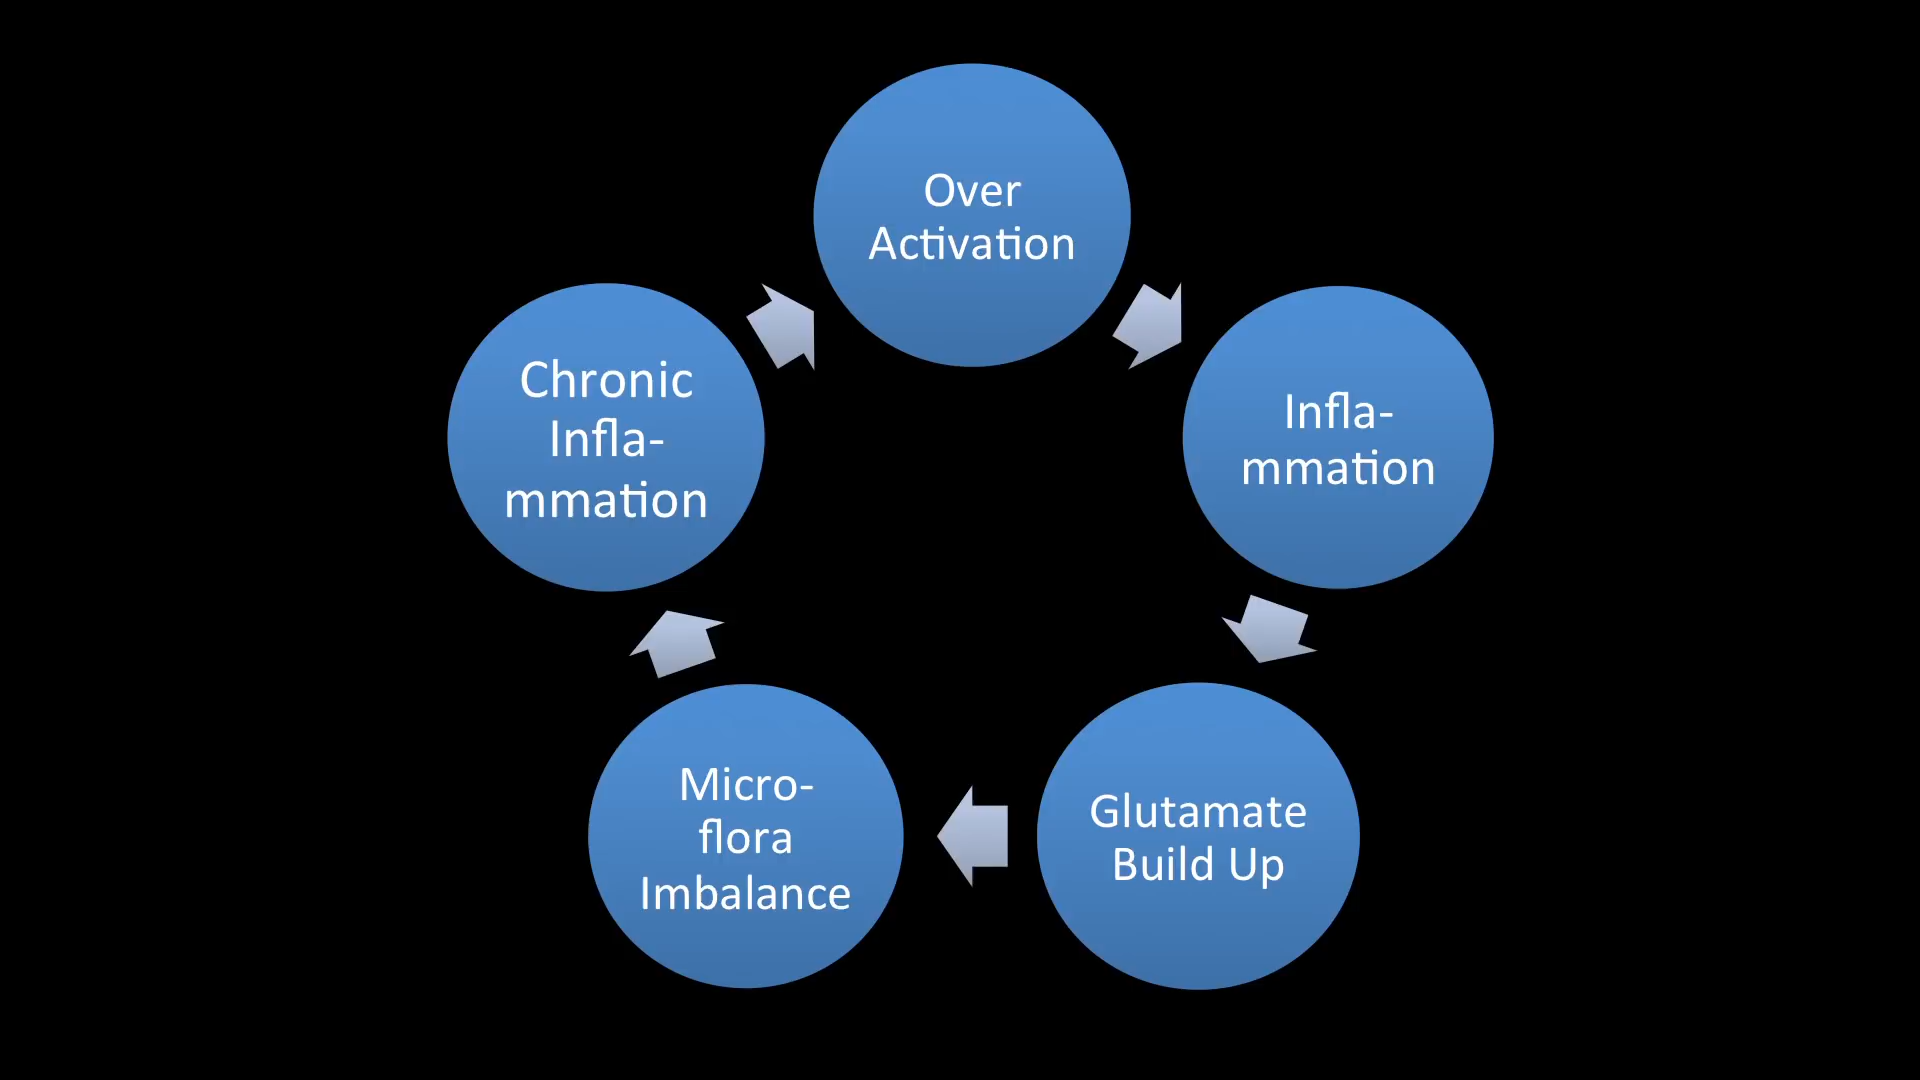 Over
Activation
Infla-
mmation
Glutamate
Build Up
Micro-
flora
Imbalance
Chronic
Infla-
mmation